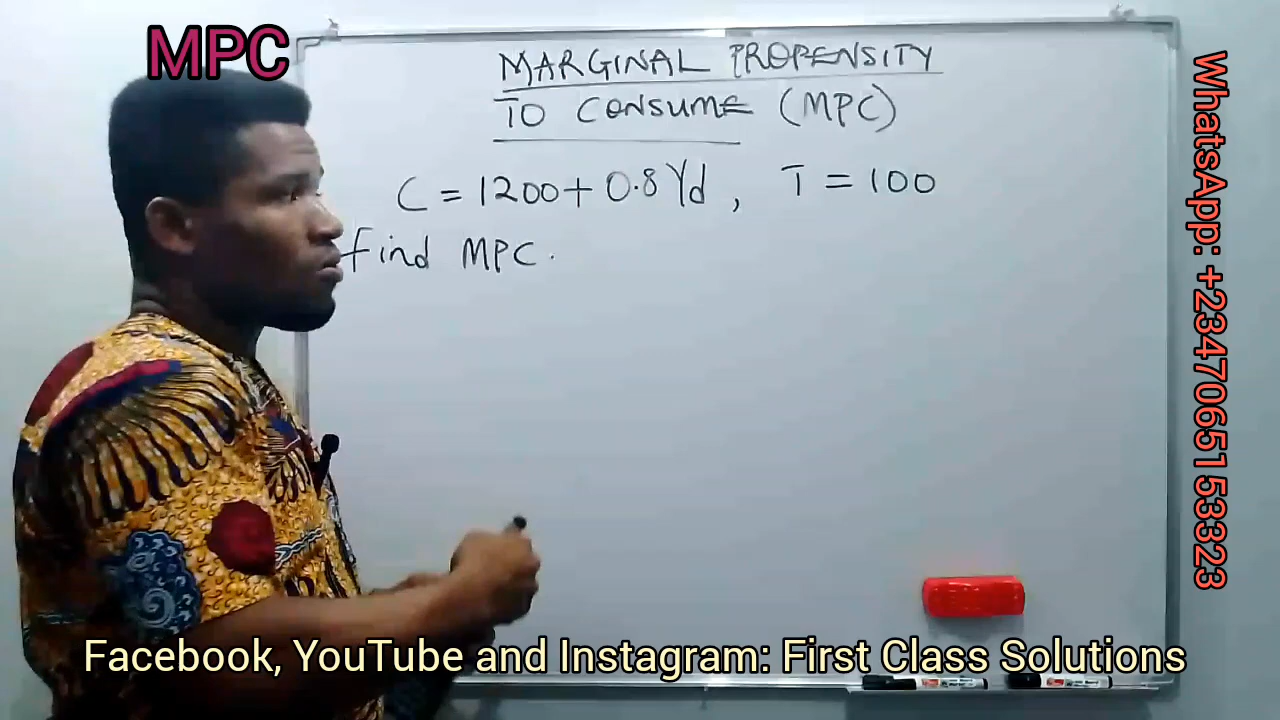 MPC
MARGINAL PROPENSITY
TO CONSUME (MPC)
C = 1200 + 0.8Yd, T = 100
find MPC.
WhatsApp: +2347065153323
Facebook, YouTube and Instagram: First Class Solutions